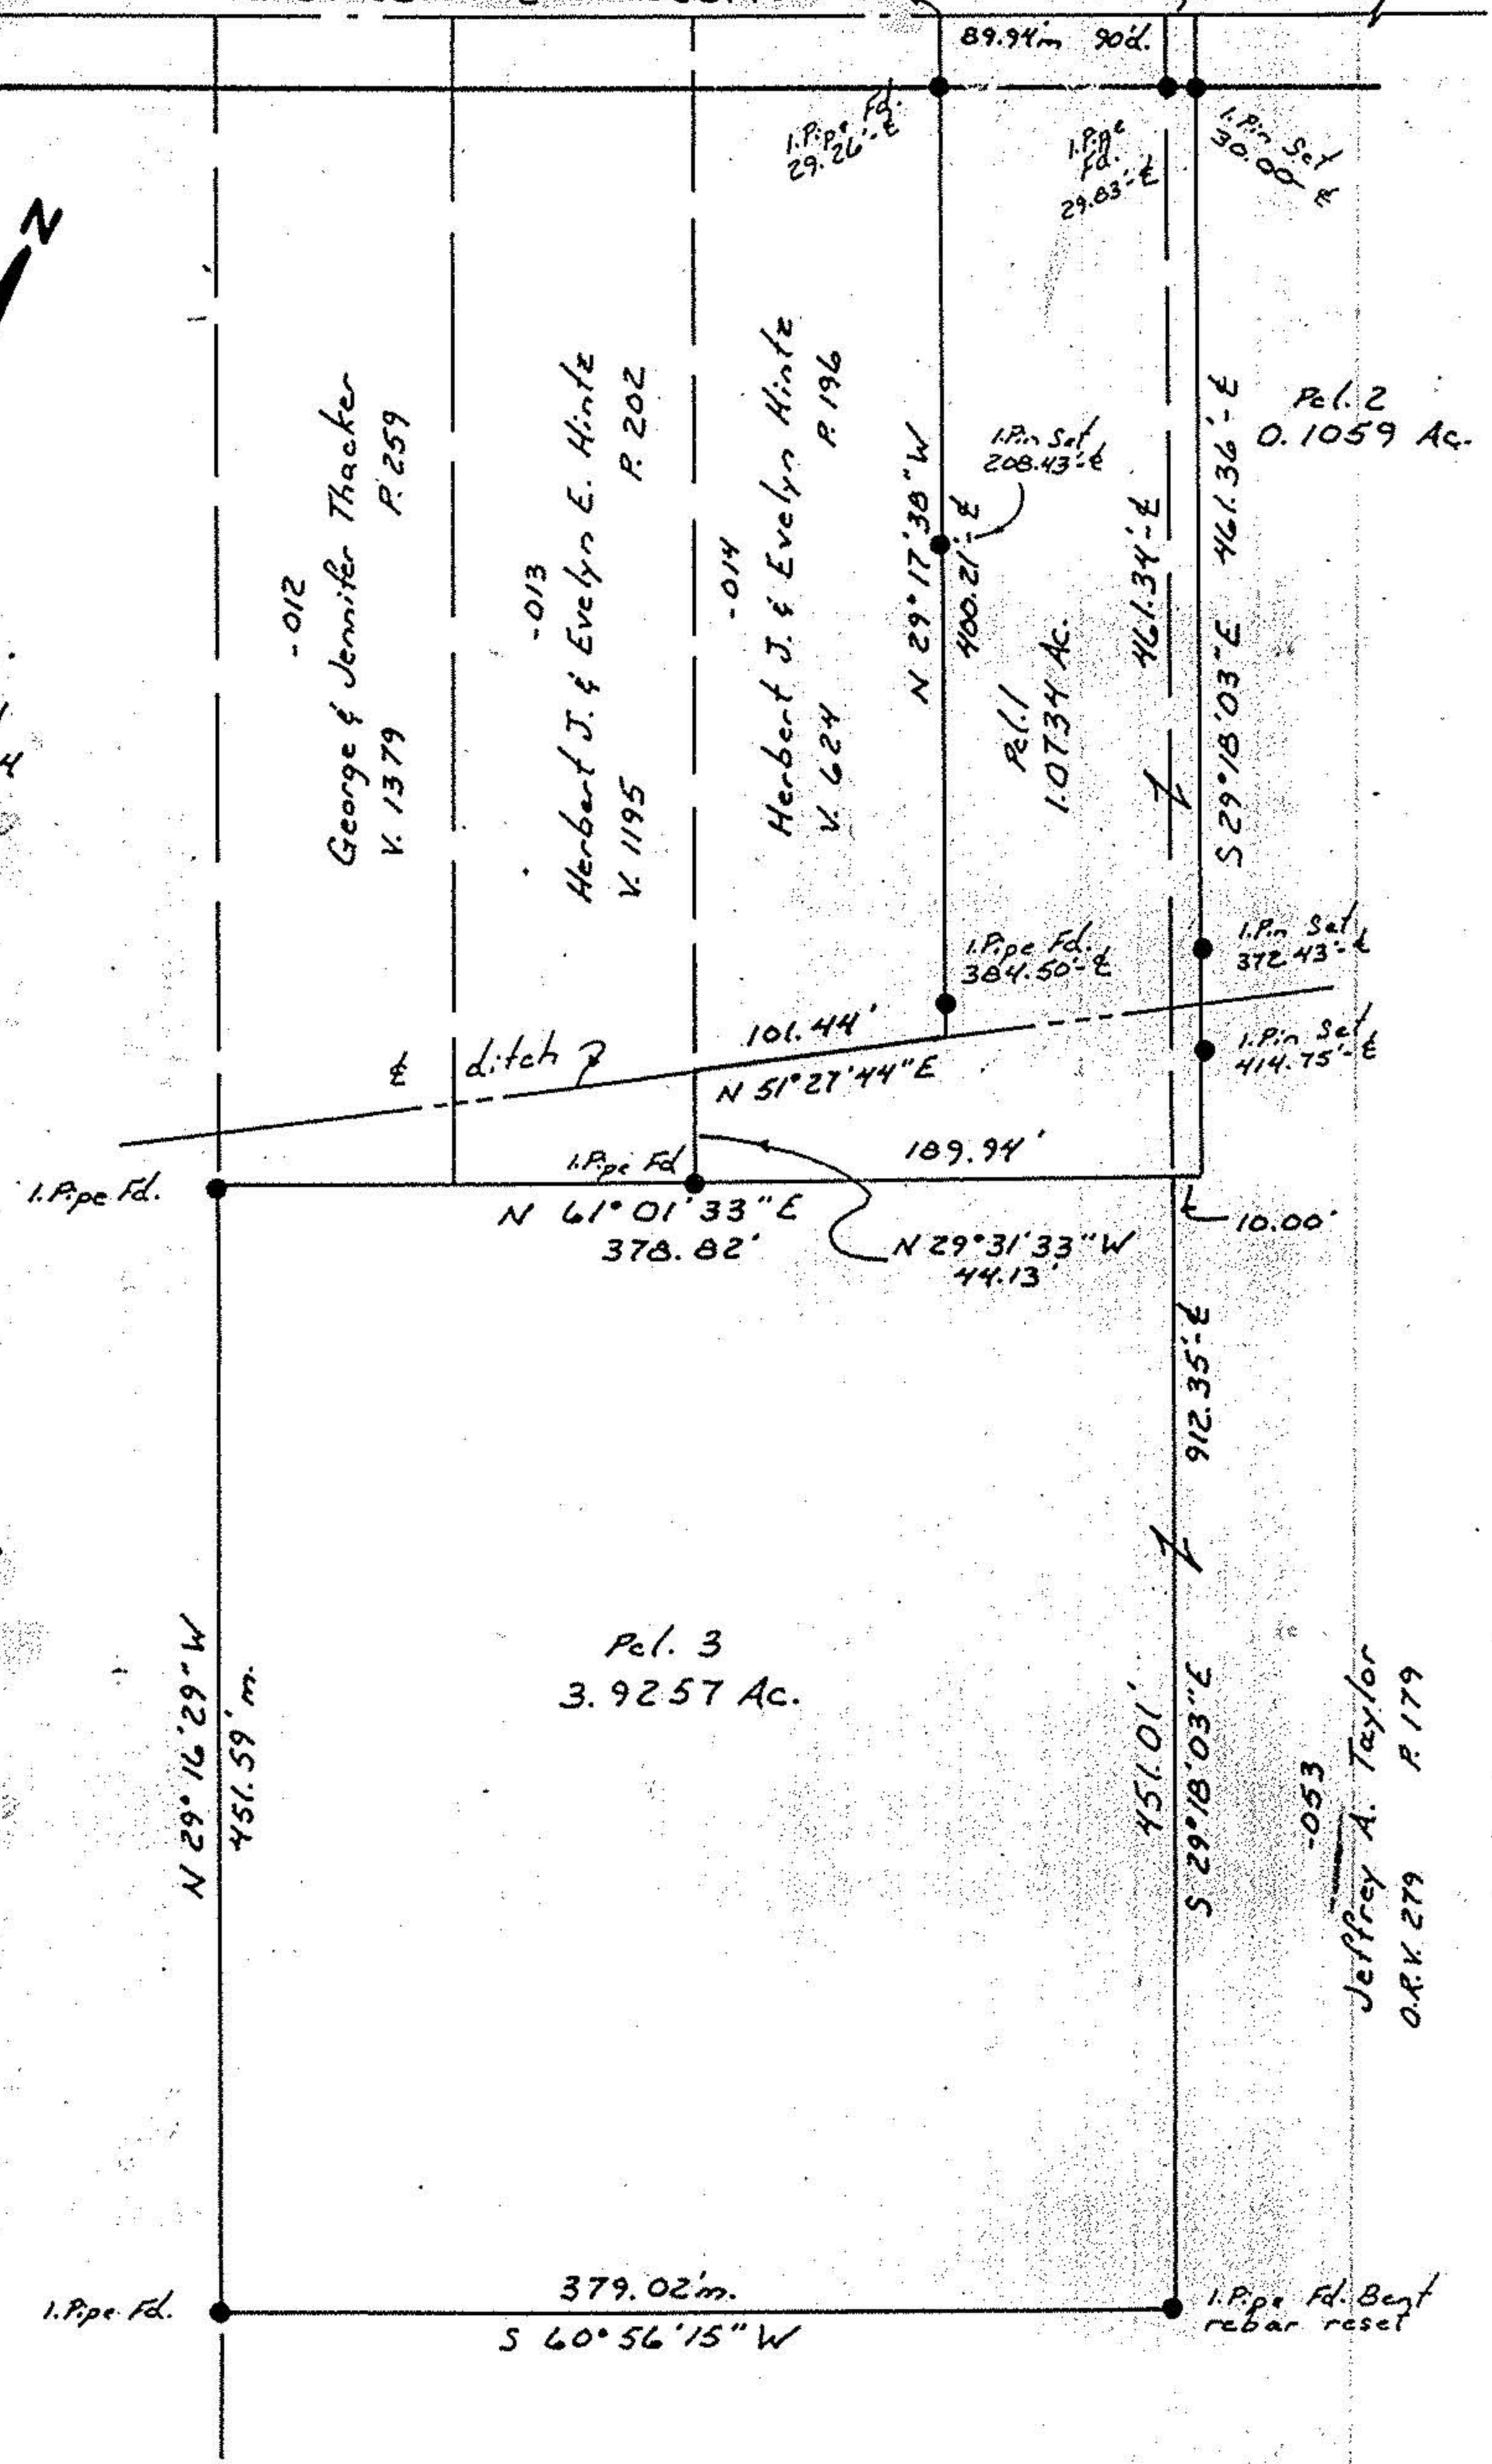 89.94'm 90'd.
I.Pipe Fd.
29.26'-℄
I.Pipe
Fd.
29.83'-℄
I.Pin Set
30.00'-℄
N
-012
George & Jennifer Thacker
V. 1379 P. 259
-013
Herbert J. & Evelyn E. Hintz
V. 1195 P. 202
-014
Herbert J. & Evelyn Hintz
V. 624 P. 196
N 29°17'38"W
400.21'-℄
I.Pin Set
208.43'-℄
Pcl. 1
1.0734 Ac.
461.34'-℄
S 29°18'03"E 461.36'-℄
Pcl. 2
0.1059 Ac.
I.Pipe Fd.
384.50'-℄
I.Pin Set
372.43'-℄
I.Pin Set
414.75'-℄
101.44'
N 51°27'44"E
℄ ditch
189.94'
I.Pipe Fd.
I.Pipe Fd
N 61°01'33"E
378.82'
N 29°31'33"W
44.13'
10.00'
912.35'-℄
N 29°16'29"W
451.59'm.
Pcl. 3
3.9257 Ac.
451.01'
S 29°18'03"E
-053
Jeffrey A. Taylor
O.R.V. 279 P. 179
I.Pipe Fd.
379.02'm.
S 60°56'15"W
I.Pipe Fd. Bent
rebar reset